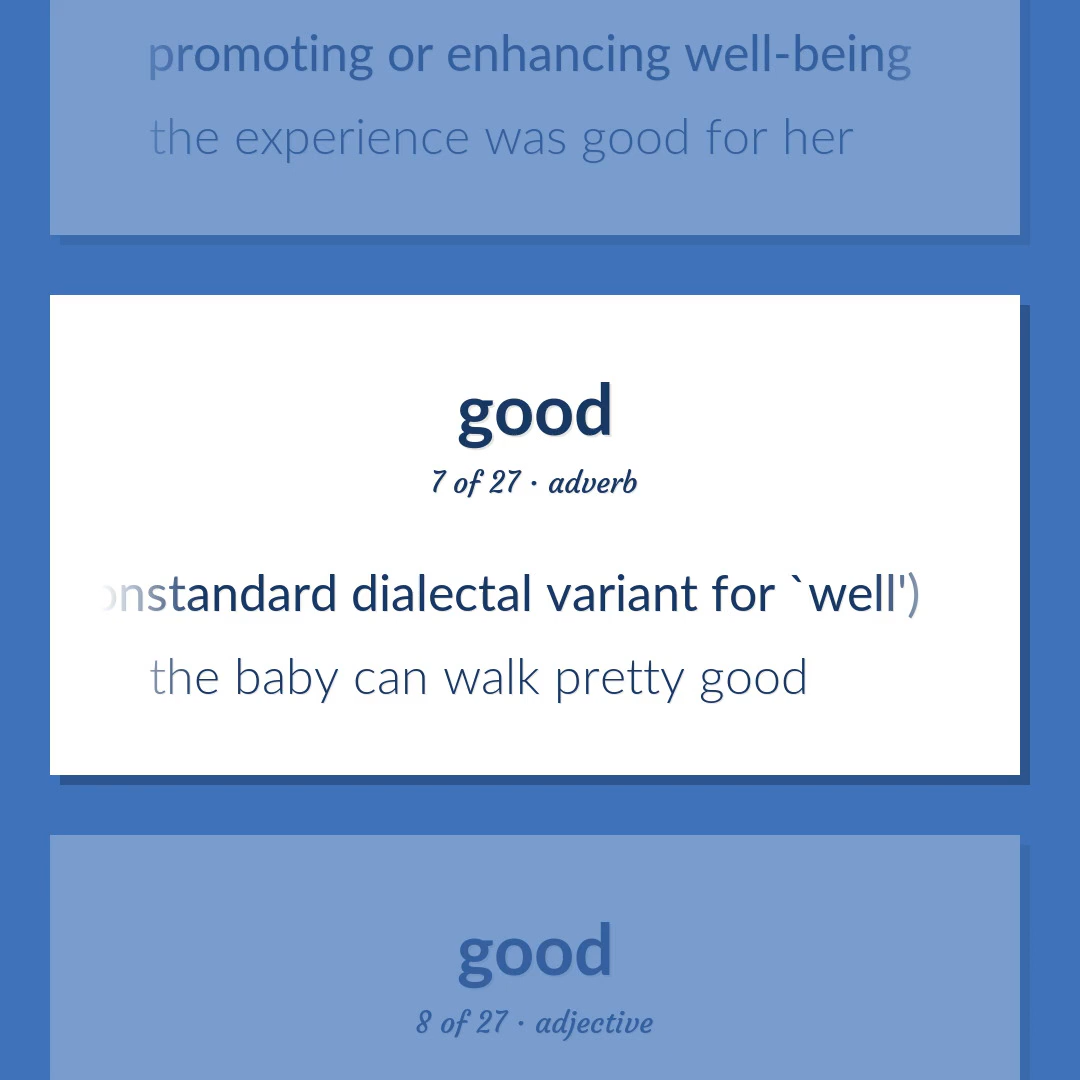 promoting or enhancing well-being
the experience was good for her
good
7 of 27 · adverb
onstandard dialectal variant for `well')
the baby can walk pretty good
good
8 of 27 · adjective